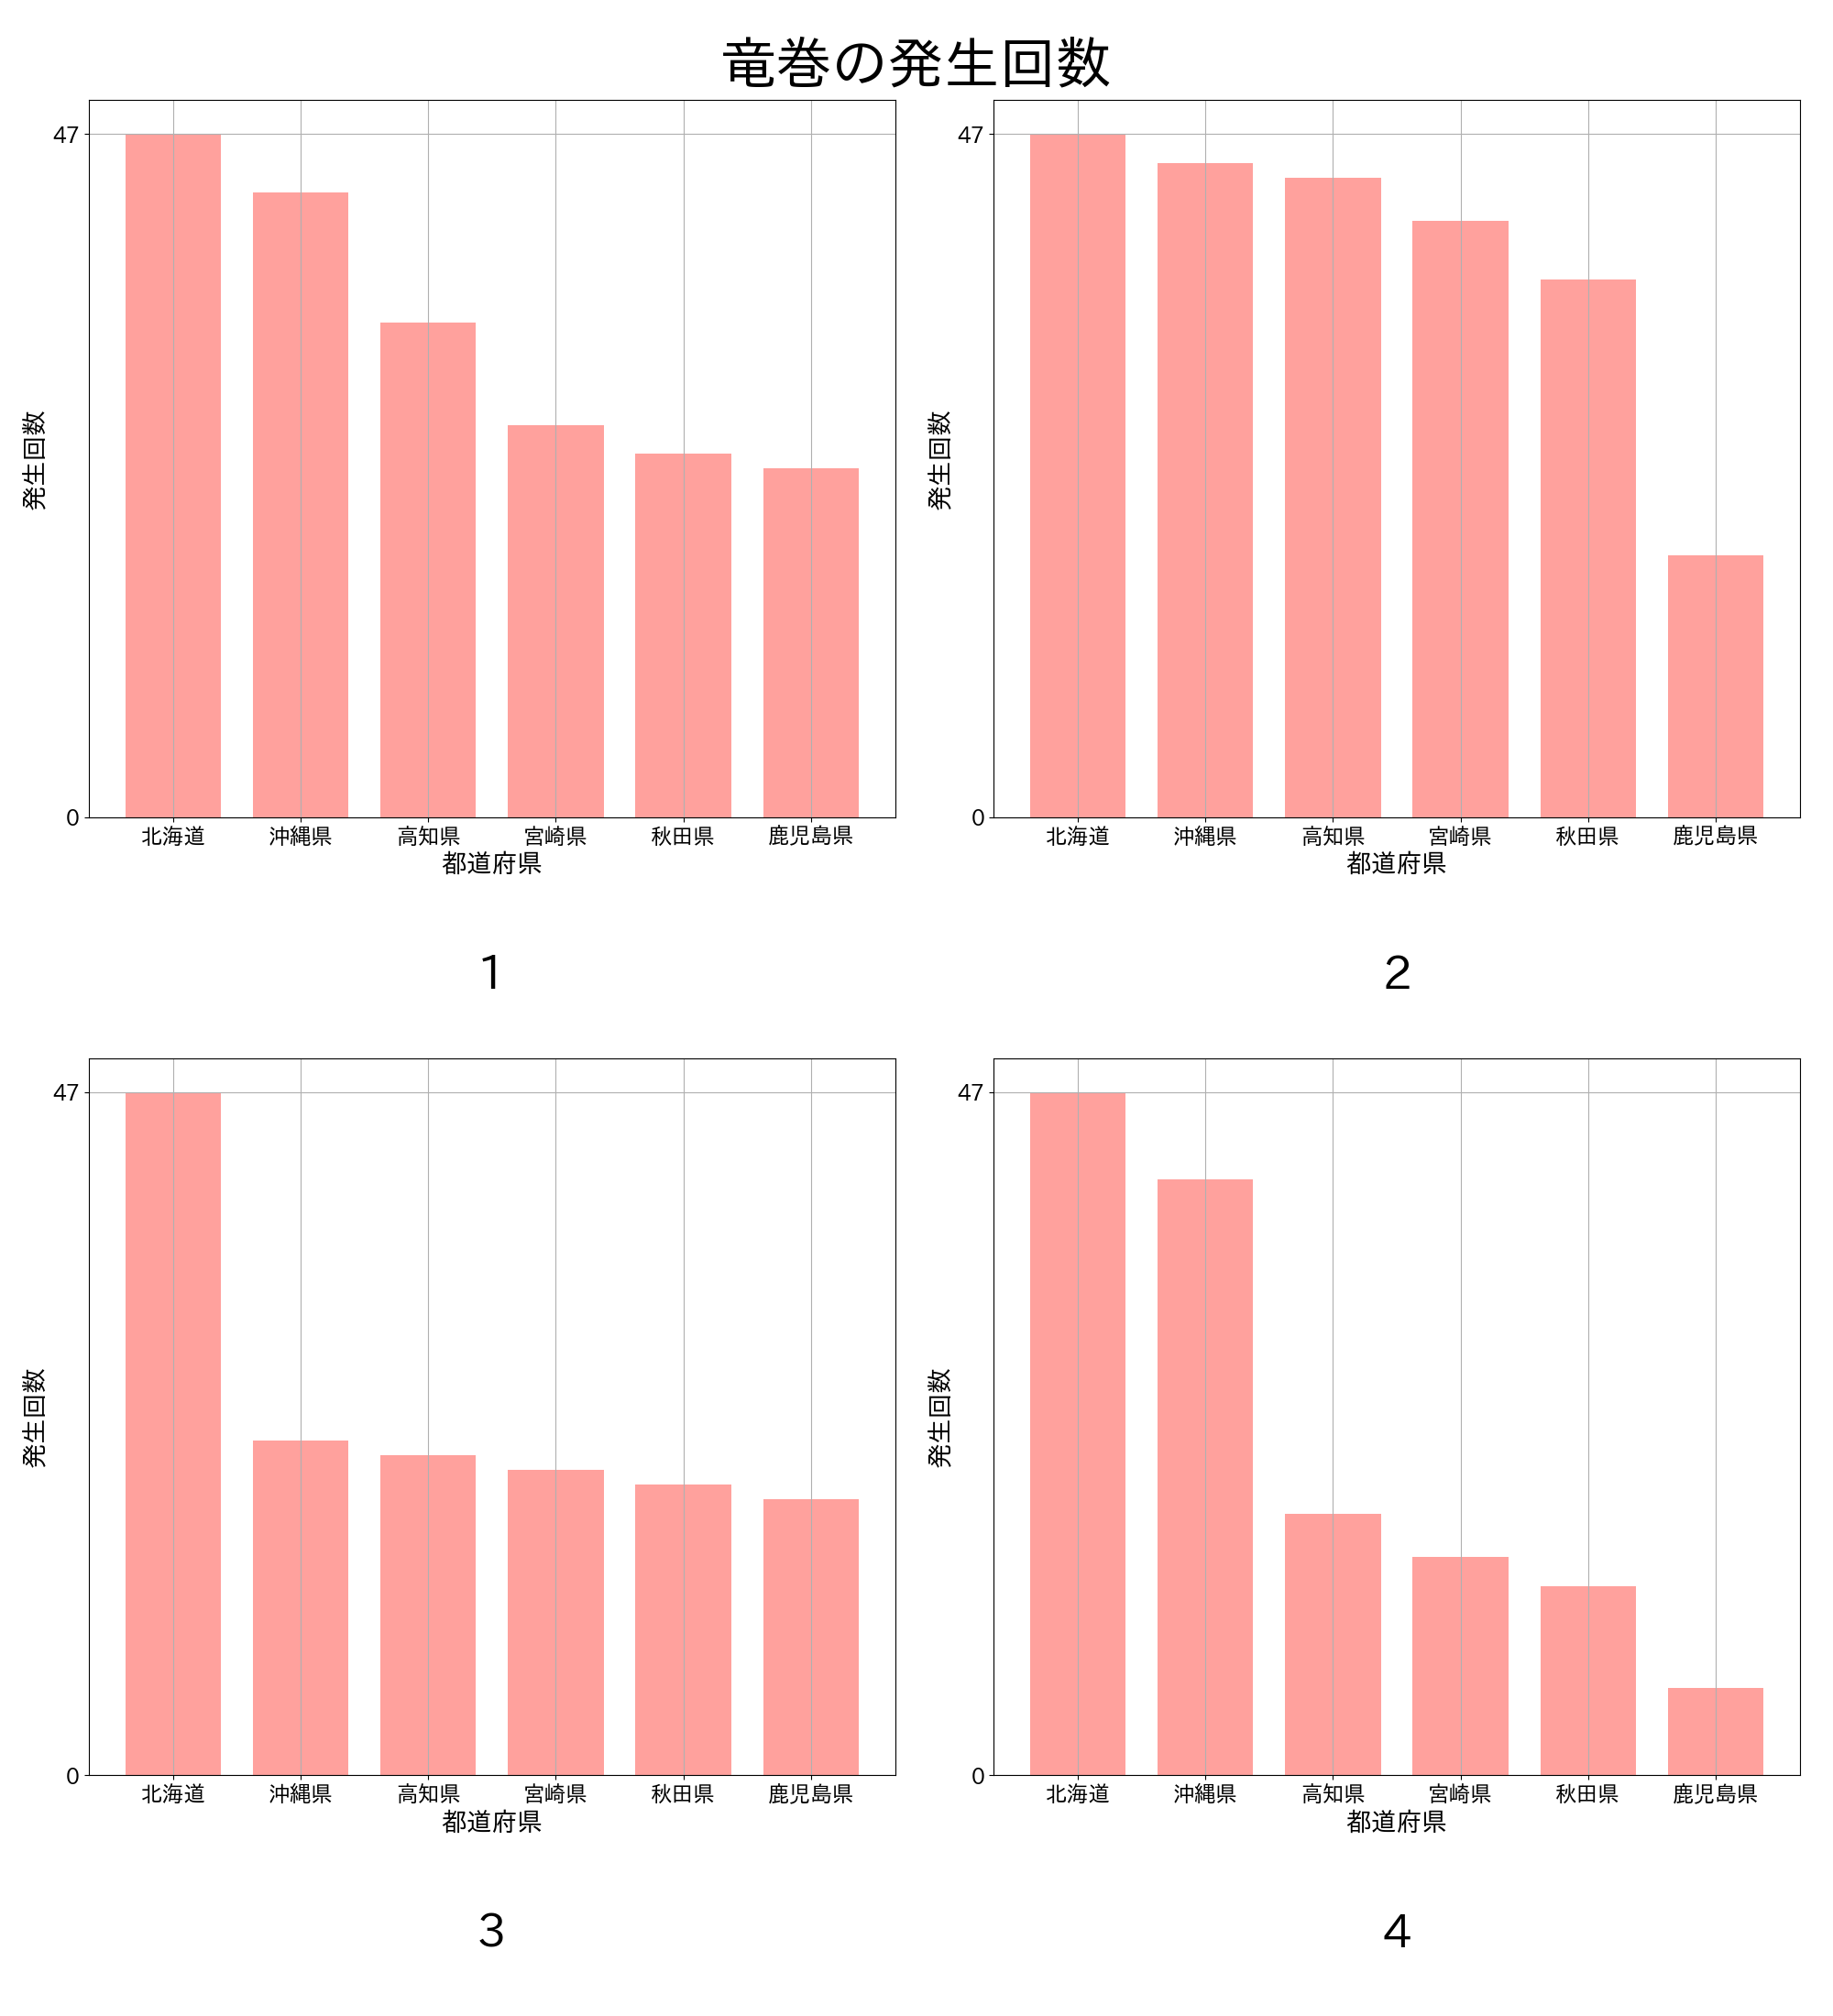 竜巻の発生回数
47
0
発生回数
北海道 沖縄県 高知県 宮崎県 秋田県 鹿児島県
都道府県
1
47
0
発生回数
北海道 沖縄県 高知県 宮崎県 秋田県 鹿児島県
都道府県
2
47
0
発生回数
北海道 沖縄県 高知県 宮崎県 秋田県 鹿児島県
都道府県
3
47
0
発生回数
北海道 沖縄県 高知県 宮崎県 秋田県 鹿児島県
都道府県
4